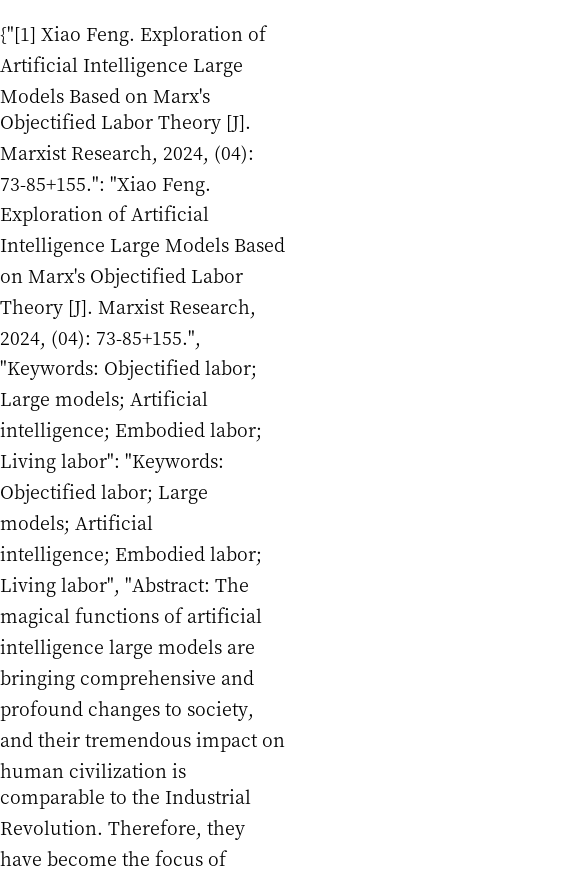 {"[1] Xiao Feng. Exploration of
Artificial Intelligence Large
Models Based on Marx's
Objectified Labor Theory [J].
Marxist Research, 2024, (04):
73-85+155.": "Xiao Feng.
Exploration of Artificial
Intelligence Large Models Based
on Marx's Objectified Labor
Theory [J]. Marxist Research,
2024, (04): 73-85+155.",
"Keywords: Objectified labor;
Large models; Artificial
intelligence; Embodied labor;
Living labor": "Keywords:
Objectified labor; Large
models; Artificial
intelligence; Embodied labor;
Living labor", "Abstract: The
magical functions of artificial
intelligence large models are
bringing comprehensive and
profound changes to society,
and their tremendous impact on
human civilization is
comparable to the Industrial
Revolution. Therefore, they
have become the focus of